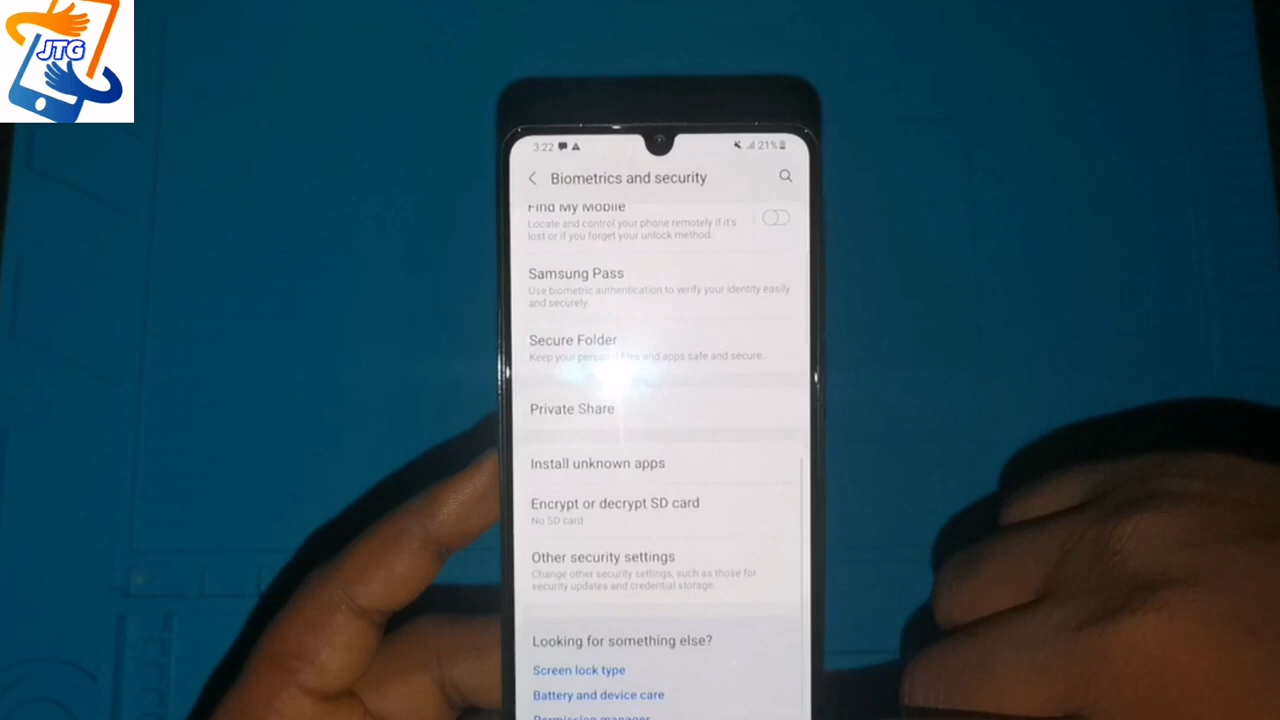 JTG
3:22
21%
Biometrics and security
Find My Mobile
Locate and control your phone remotely if it's
lost or if you forget your unlock method.
Samsung Pass
Use biometric authentication to verify your identity easily
and securely.
Secure Folder
Keep your personal files and apps safe and secure.
Private Share
Install unknown apps
Encrypt or decrypt SD card
No SD card
Other security settings
Change other security settings, such as those for
security updates and credential storage.
Looking for something else?
Screen lock type
Battery and device care
Permission manager